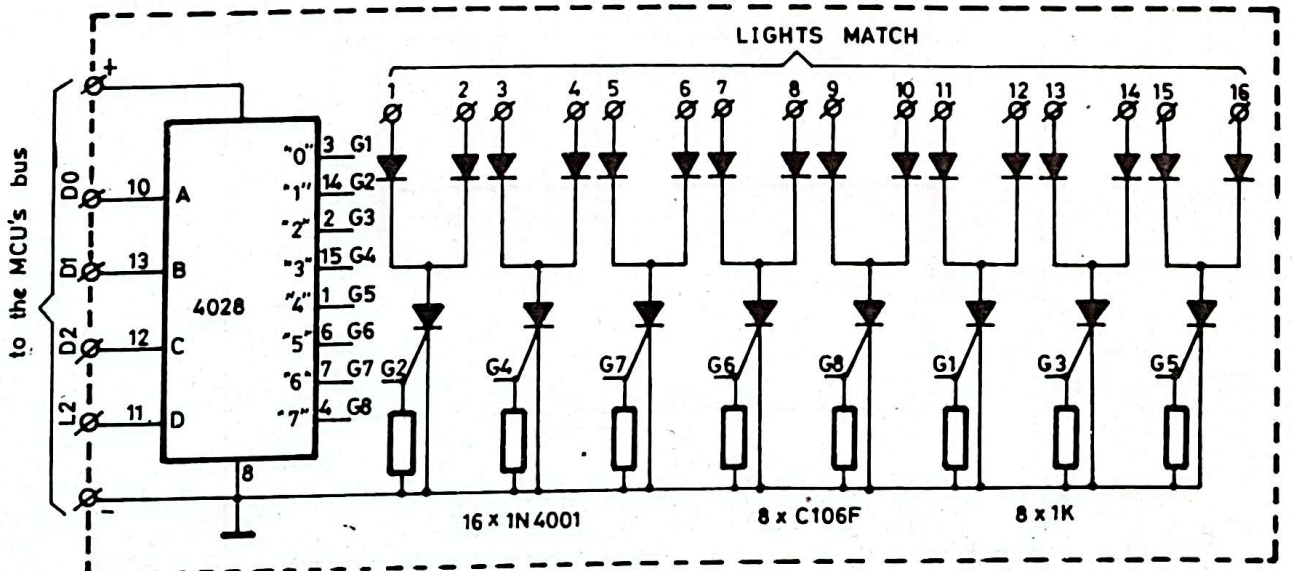 LIGHTS MATCH
1 2 3 4 5 6 7 8 9 10 11 12 13 14 15 16
+
to the MCU's bus
D0 10 A
D1 13 B
D2 12 C
L2 11 D
4028
"0" 3 G1
"1" 14 G2
"2" 2 G3
"3" 15 G4
"4" 1 G5
"5" 6 G6
"6" 7 G7
"7" 4 G8
8
-
G2 G4 G7 G6 G8 G1 G3 G5
16 x 1N4001 8 x C106F 8 x 1K